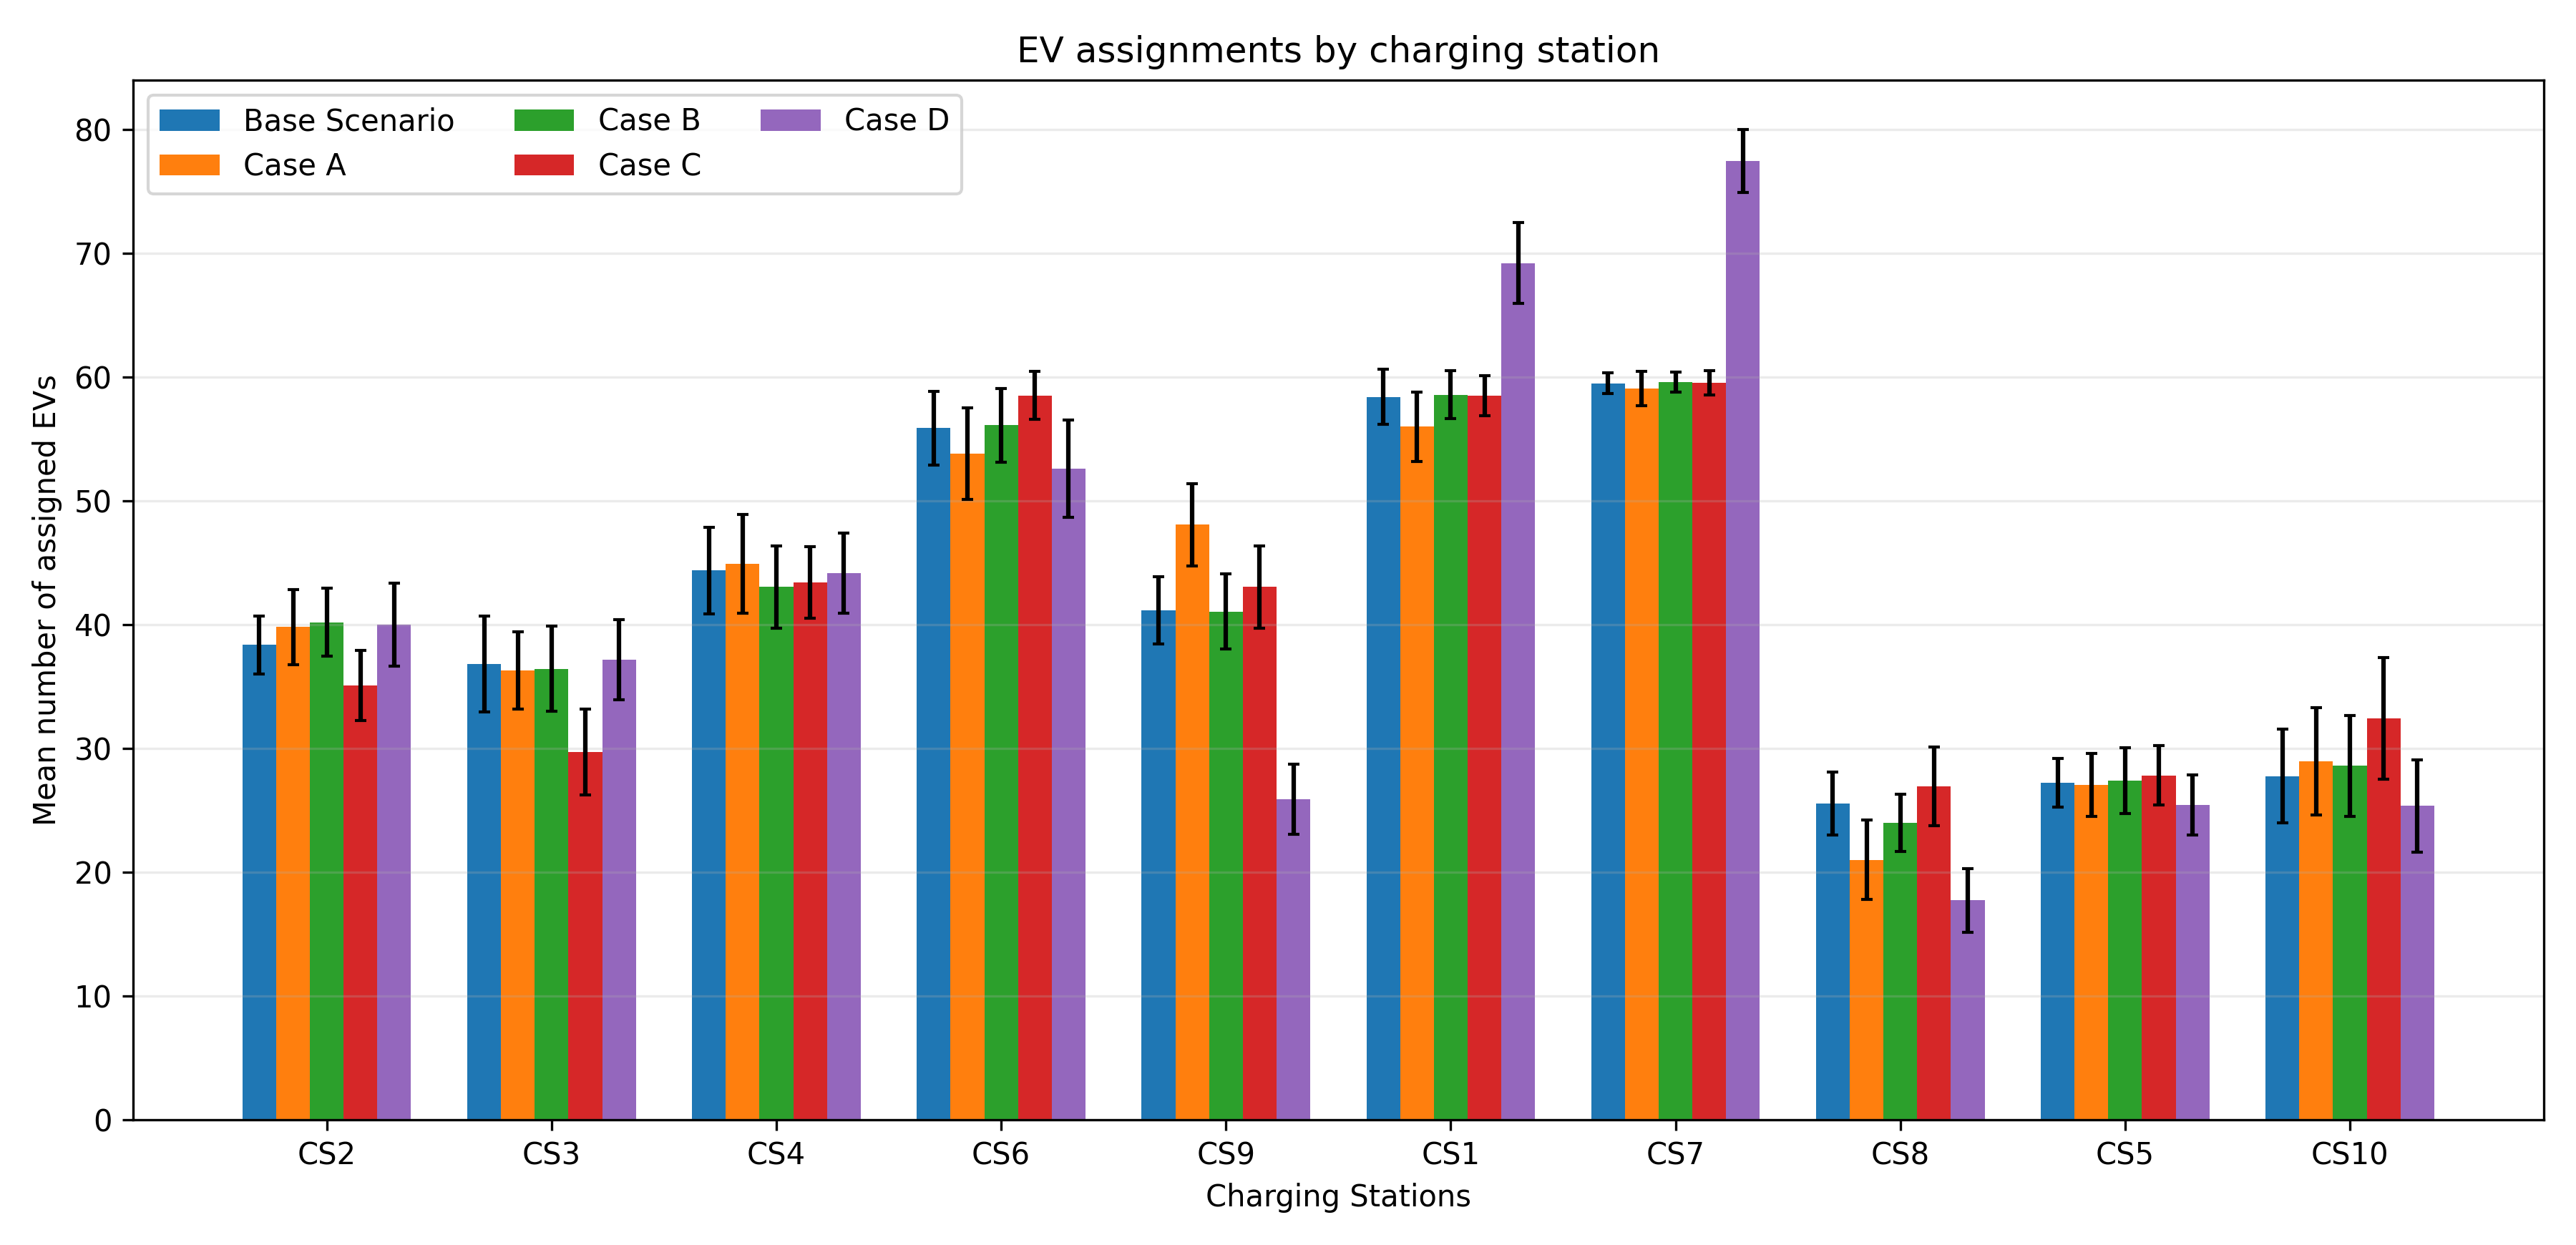 EV assignments by charging station
Base Scenario
Case A
Case B
Case C
Case D
Mean number of assigned EVs
80
70
60
50
40
30
20
10
0
CS2 CS3 CS4 CS6 CS9 CS1 CS7 CS8 CS5 CS10
Charging Stations